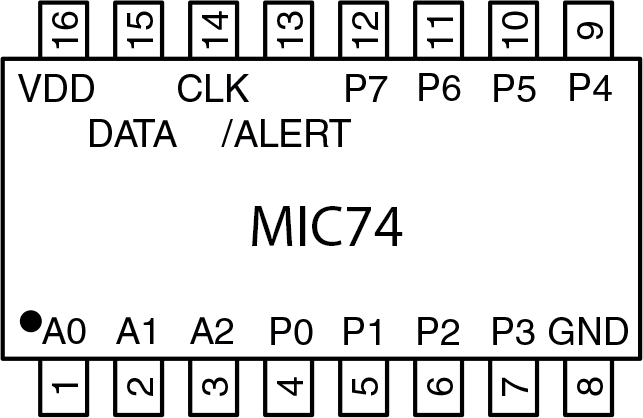 16 15 14 13 12 11 10 9
VDD CLK P7 P6 P5 P4
DATA /ALERT
MIC74
A0 A1 A2 P0 P1 P2 P3 GND
1 2 3 4 5 6 7 8